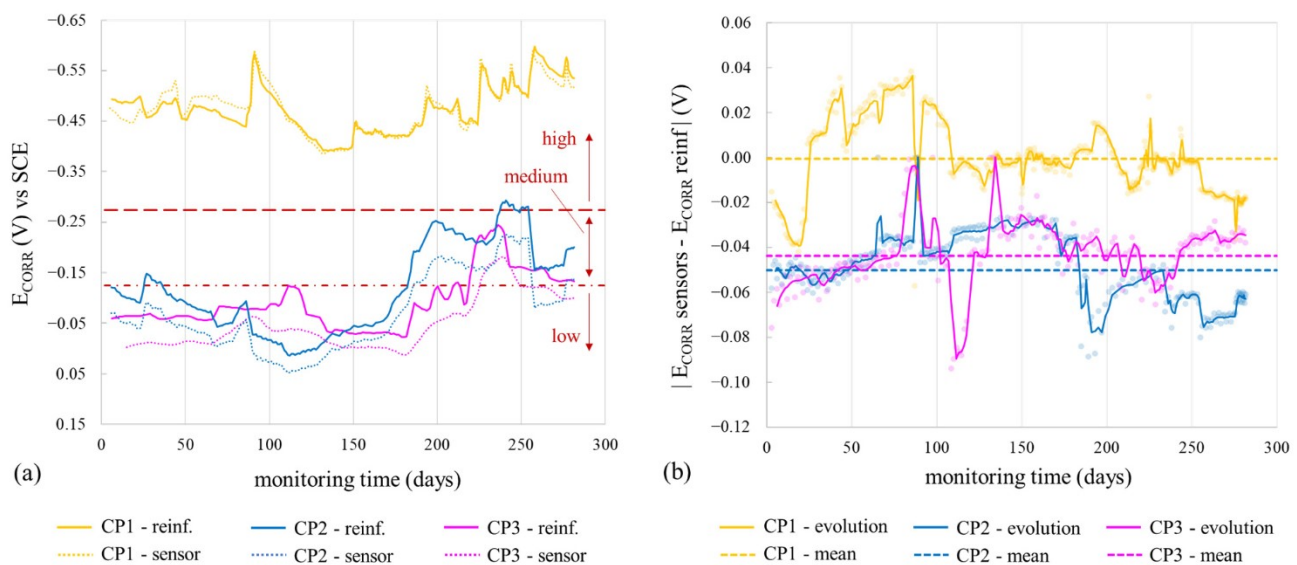 −0.65
−0.55
−0.45
−0.35
−0.25
−0.15
−0.05
0.05
0.15
E_CORR (V) vs SCE
high
medium
low
0 50 100 150 200 250 300
(a)
monitoring time (days)
CP1 - reinf. CP2 - reinf. CP3 - reinf.
CP1 - sensor CP2 - sensor CP3 - sensor
0.06
0.04
0.02
0.00
−0.02
−0.04
−0.06
−0.08
−0.10
−0.12
| E_CORR sensors - E_CORR reinf | (V)
0 50 100 150 200 250 300
(b)
monitoring time (days)
CP1 - evolution CP2 - evolution CP3 - evolution
CP1 - mean CP2 - mean CP3 - mean